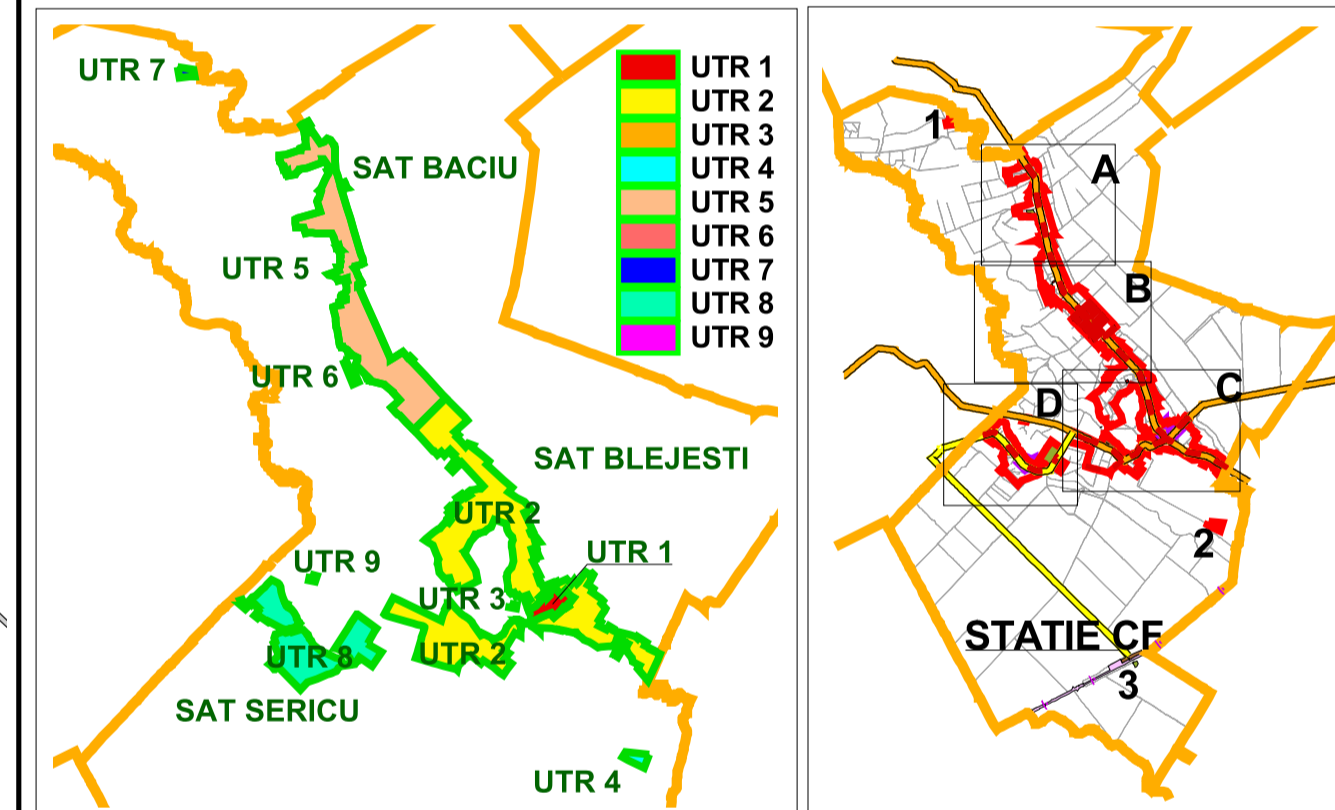 UTR 7
UTR 1
UTR 2
UTR 3
UTR 4
UTR 5
UTR 6
UTR 7
UTR 8
UTR 9
SAT BACIU
UTR 5
UTR 6
SAT BLEJESTI
UTR 2
UTR 1
UTR 9
UTR 3
UTR 2
UTR 8
SAT SERICU
UTR 4
1
A
B
C
D
2
STATIE CF
3